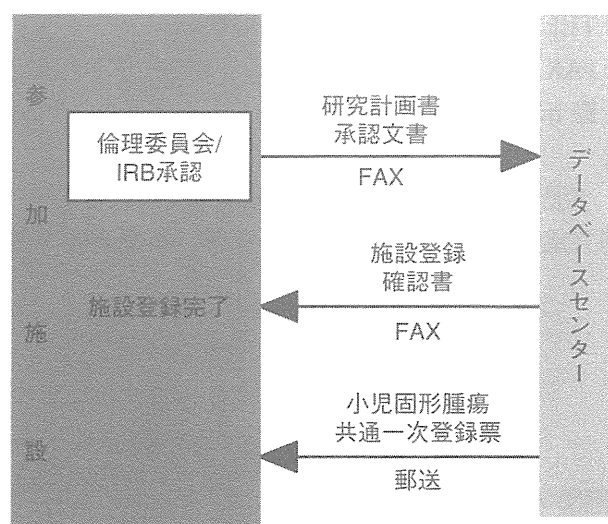 参加施設
倫理委員会/
IRB承認
研究計画書
承認文書
FAX
施設登録
確認書
施設登録完了
FAX
小児固形腫瘍
共通一次登録票
郵送
データベースセンター